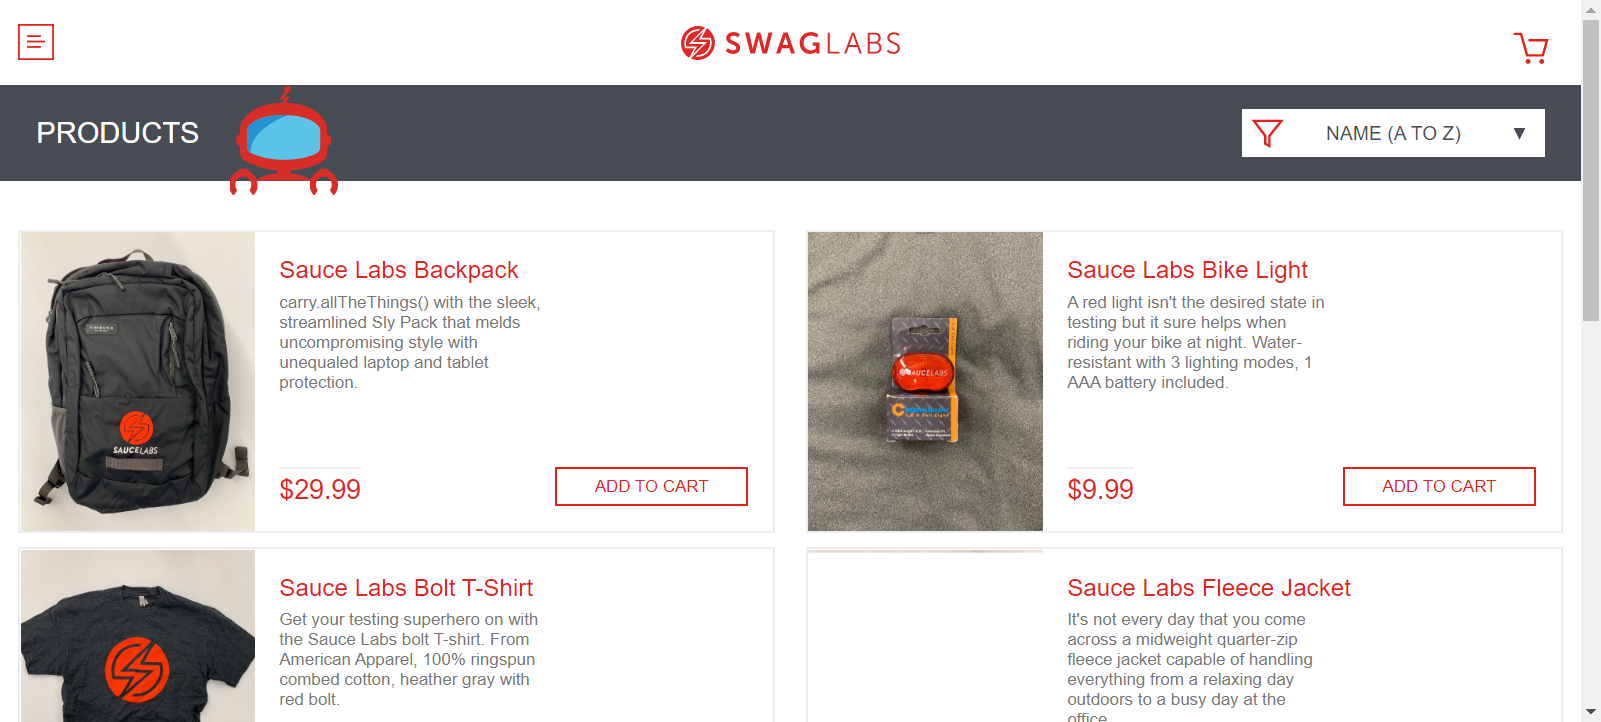 SWAGLABS
PRODUCTS
NAME (A TO Z)
Sauce Labs Backpack
carry.allTheThings() with the sleek,
streamlined Sly Pack that melds
uncompromising style with
unequaled laptop and tablet
protection.
$29.99
ADD TO CART
SAUCELABS
Sauce Labs Bike Light
A red light isn't the desired state in
testing but it sure helps when
riding your bike at night. Water-
resistant with 3 lighting modes, 1
AAA battery included.
$9.99
ADD TO CART
SAUCELABS
Sauce Labs Bolt T-Shirt
Get your testing superhero on with
the Sauce Labs bolt T-shirt. From
American Apparel, 100% ringspun
combed cotton, heather gray with
red bolt.
Sauce Labs Fleece Jacket
It's not every day that you come
across a midweight quarter-zip
fleece jacket capable of handling
everything from a relaxing day
outdoors to a busy day at the
office.